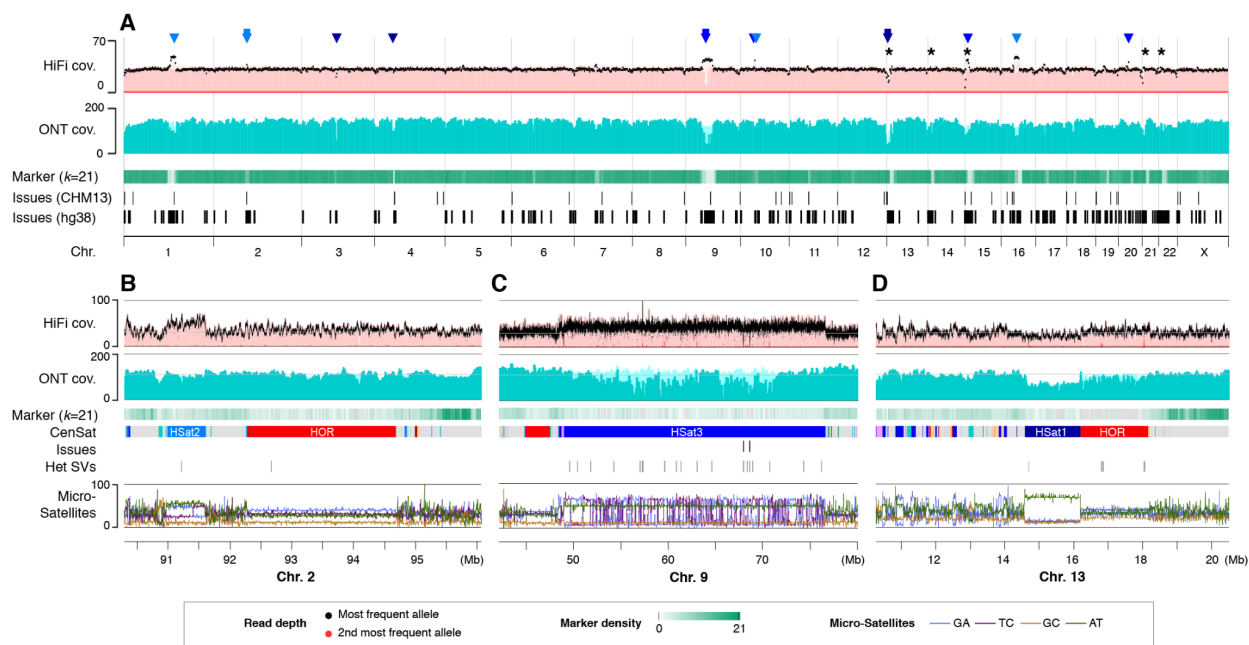 A
70
HiFi cov.
0
* * * * *
200
ONT cov.
0
Marker (k=21)
Issues (CHM13)
Issues (hg38)
Chr. 1 2 3 4 5 6 7 8 9 10 11 12 13 14 15 16 17 18 19 20 21 22 X
B C D
100
HiFi cov.
0
200
ONT cov.
0
Marker (k=21)
CenSat HSat2 HOR HSat3 HSat1 HOR
Issues
Het SVs
100
Micro-
Satellites
0
91 92 93 94 95 (Mb) 50 60 70 (Mb) 12 14 16 18 20 (Mb)
Chr. 2 Chr. 9 Chr. 13
Read depth Most frequent allele Marker density Micro-Satellites GA TC GC AT
2nd most frequent allele 0 21